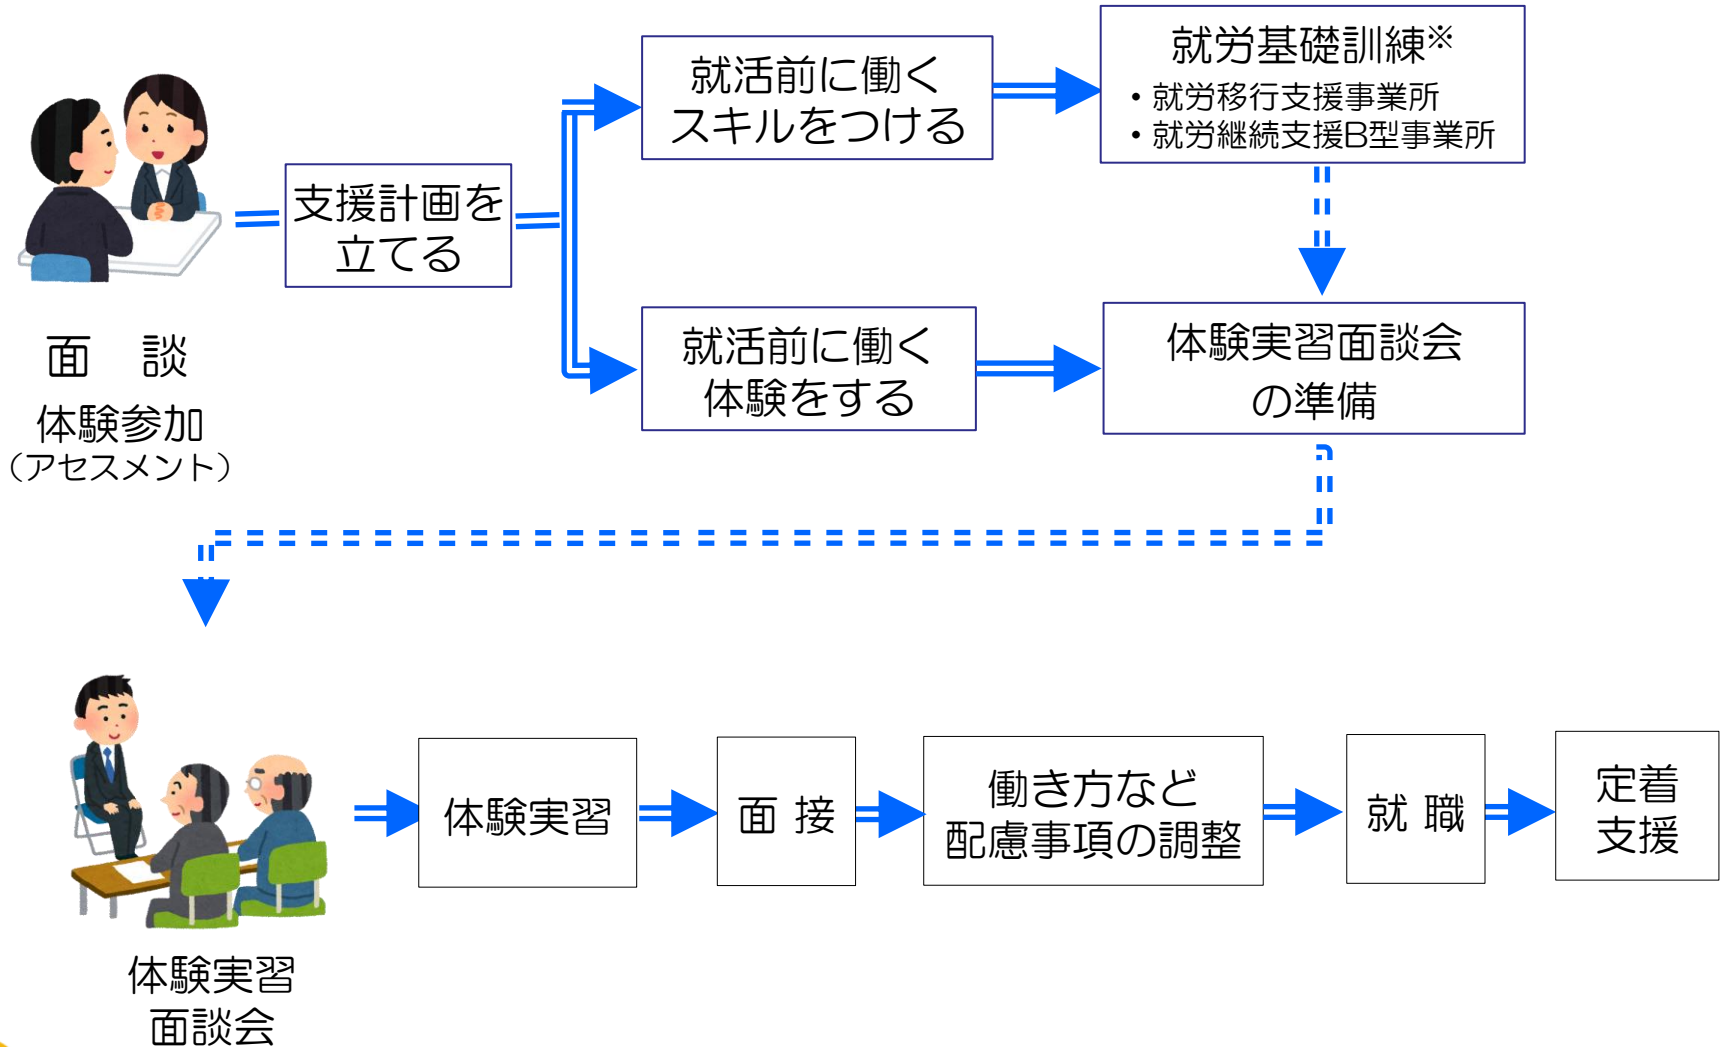 面 談
体験参加
（アセスメント）
支援計画を
立てる
就活前に働く
スキルをつける
就労基礎訓練※
・就労移行支援事業所
・就労継続支援B型事業所
就活前に働く
体験をする
体験実習面談会
の準備
体験実習
面談会
体験実習
面 接
働き方など
配慮事項の調整
就 職
定着
支援